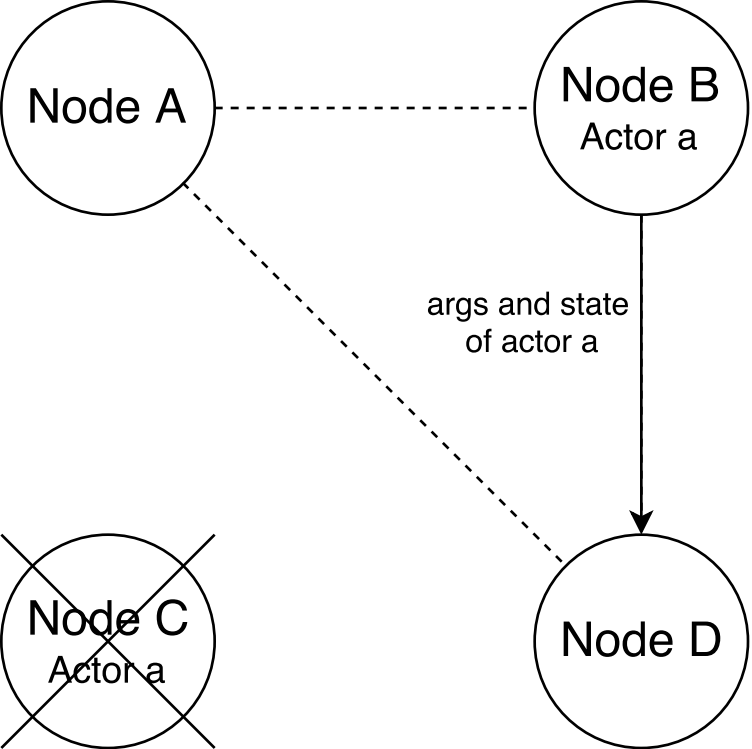 Node A
Node B
Actor a
args and state
of actor a
Node C
Actor a
Node D